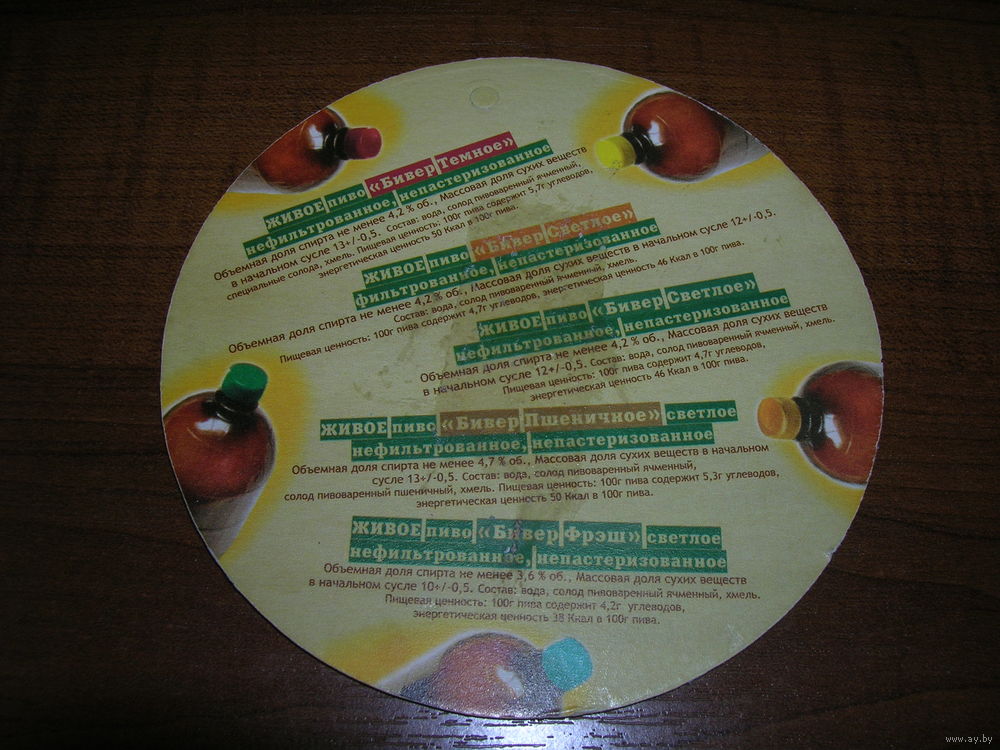 ЖИВОЕ пиво «Бивер Темное»
нефильтрованное, непастеризованное
Объемная доля спирта не менее 4,2 % об., Массовая доля сухих веществ
в начальном сусле 13+/-0,5. Состав: вода, солод пивоваренный ячменный,
специальные солода, хмель. Пищевая ценность: 100г пива содержит 5,7г углеводов,
энергетическая ценность 50 Ккал в 100г пива.
ЖИВОЕ пиво «Бивер Светлое»
фильтрованное, непастеризованное
Объемная доля спирта не менее 4,2 % об., Массовая доля сухих веществ в начальном сусле 12+/-0,5.
Состав: вода, солод пивоваренный ячменный, хмель.
Пищевая ценность: 100г пива содержит 4,7г углеводов, энергетическая ценность 46 Ккал в 100г пива.
ЖИВОЕ пиво «Бивер Светлое»
нефильтрованное, непастеризованное
Объемная доля спирта не менее 4,2 % об., Массовая доля сухих веществ
в начальном сусле 12+/-0,5. Состав: вода, солод пивоваренный ячменный, хмель.
Пищевая ценность: 100г пива содержит 4,7г углеводов,
энергетическая ценность 46 Ккал в 100г пива.
ЖИВОЕ пиво «Бивер Пшеничное» светлое
нефильтрованное, непастеризованное
Объемная доля спирта не менее 4,7 % об., Массовая доля сухих веществ в начальном
сусле 13+/-0,5. Состав: вода, солод пивоваренный ячменный,
солод пивоваренный пшеничный, хмель. Пищевая ценность: 100г пива содержит 5,3г углеводов,
энергетическая ценность 50 Ккал в 100г пива.
ЖИВОЕ пиво «Бивер Фрэш» светлое
нефильтрованное, непастеризованное
Объемная доля спирта не менее 3,6 % об., Массовая доля сухих веществ
в начальном сусле 10+/-0,5. Состав: вода, солод пивоваренный ячменный, хмель.
Пищевая ценность: 100г пива содержит 4,2г углеводов,
энергетическая ценность 38 Ккал в 100г пива.
www.ay.by